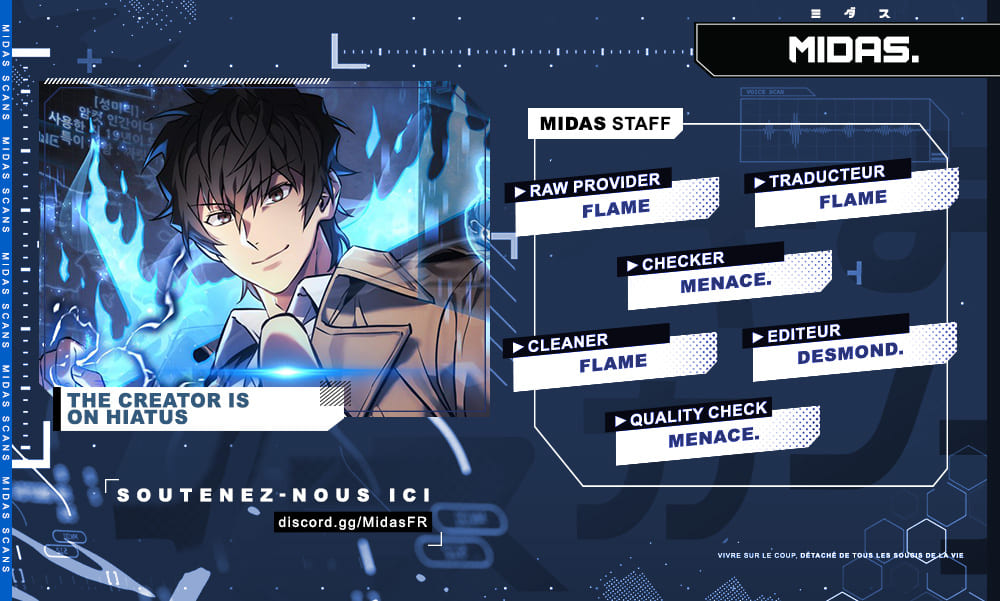 ミダス
MIDAS.
MIDAS SCANS MIDAS SCANS MIDAS SCANS MIDAS SCANS MIDAS SCANS
VOICE SCAN
MIDAS STAFF
▶RAW PROVIDER
FLAME
▶TRADUCTEUR
FLAME
▶CHECKER
MENACE.
▶CLEANER
FLAME
▶EDITEUR
DESMOND.
▶QUALITY CHECK
MENACE.
THE CREATOR IS
ON HIATUS
SOUTENEZ-NOUS ICI
discord.gg/MidasFR
VIVRE SUR LE COUP, DÉTACHÉ DE TOUS LES SOUCIS DE LA VIE